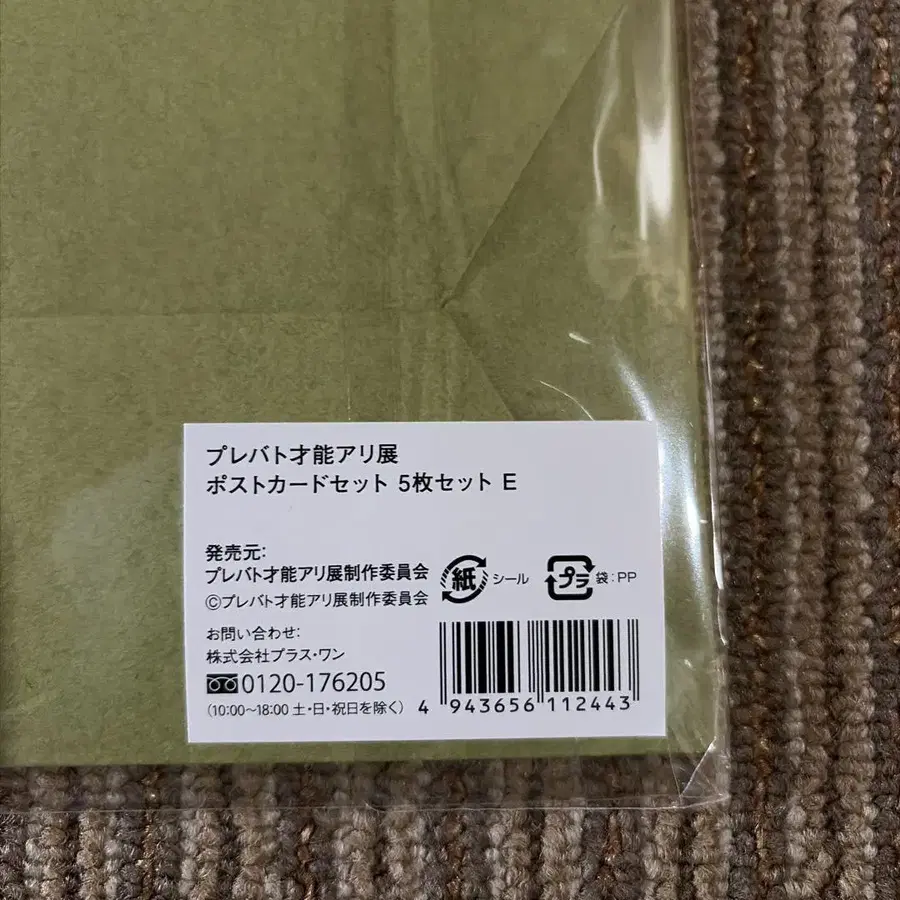 プレバト才能アリ展
ポストカードセット 5枚セット E
発売元:
プレバト才能アリ展制作委員会
©プレバト才能アリ展制作委員会
紙 シール
プラ 袋:PP
お問い合わせ:
株式会社プラス・ワン
0120-176205
(10:00~18:00 土・日・祝日を除く)
4 943656 112443